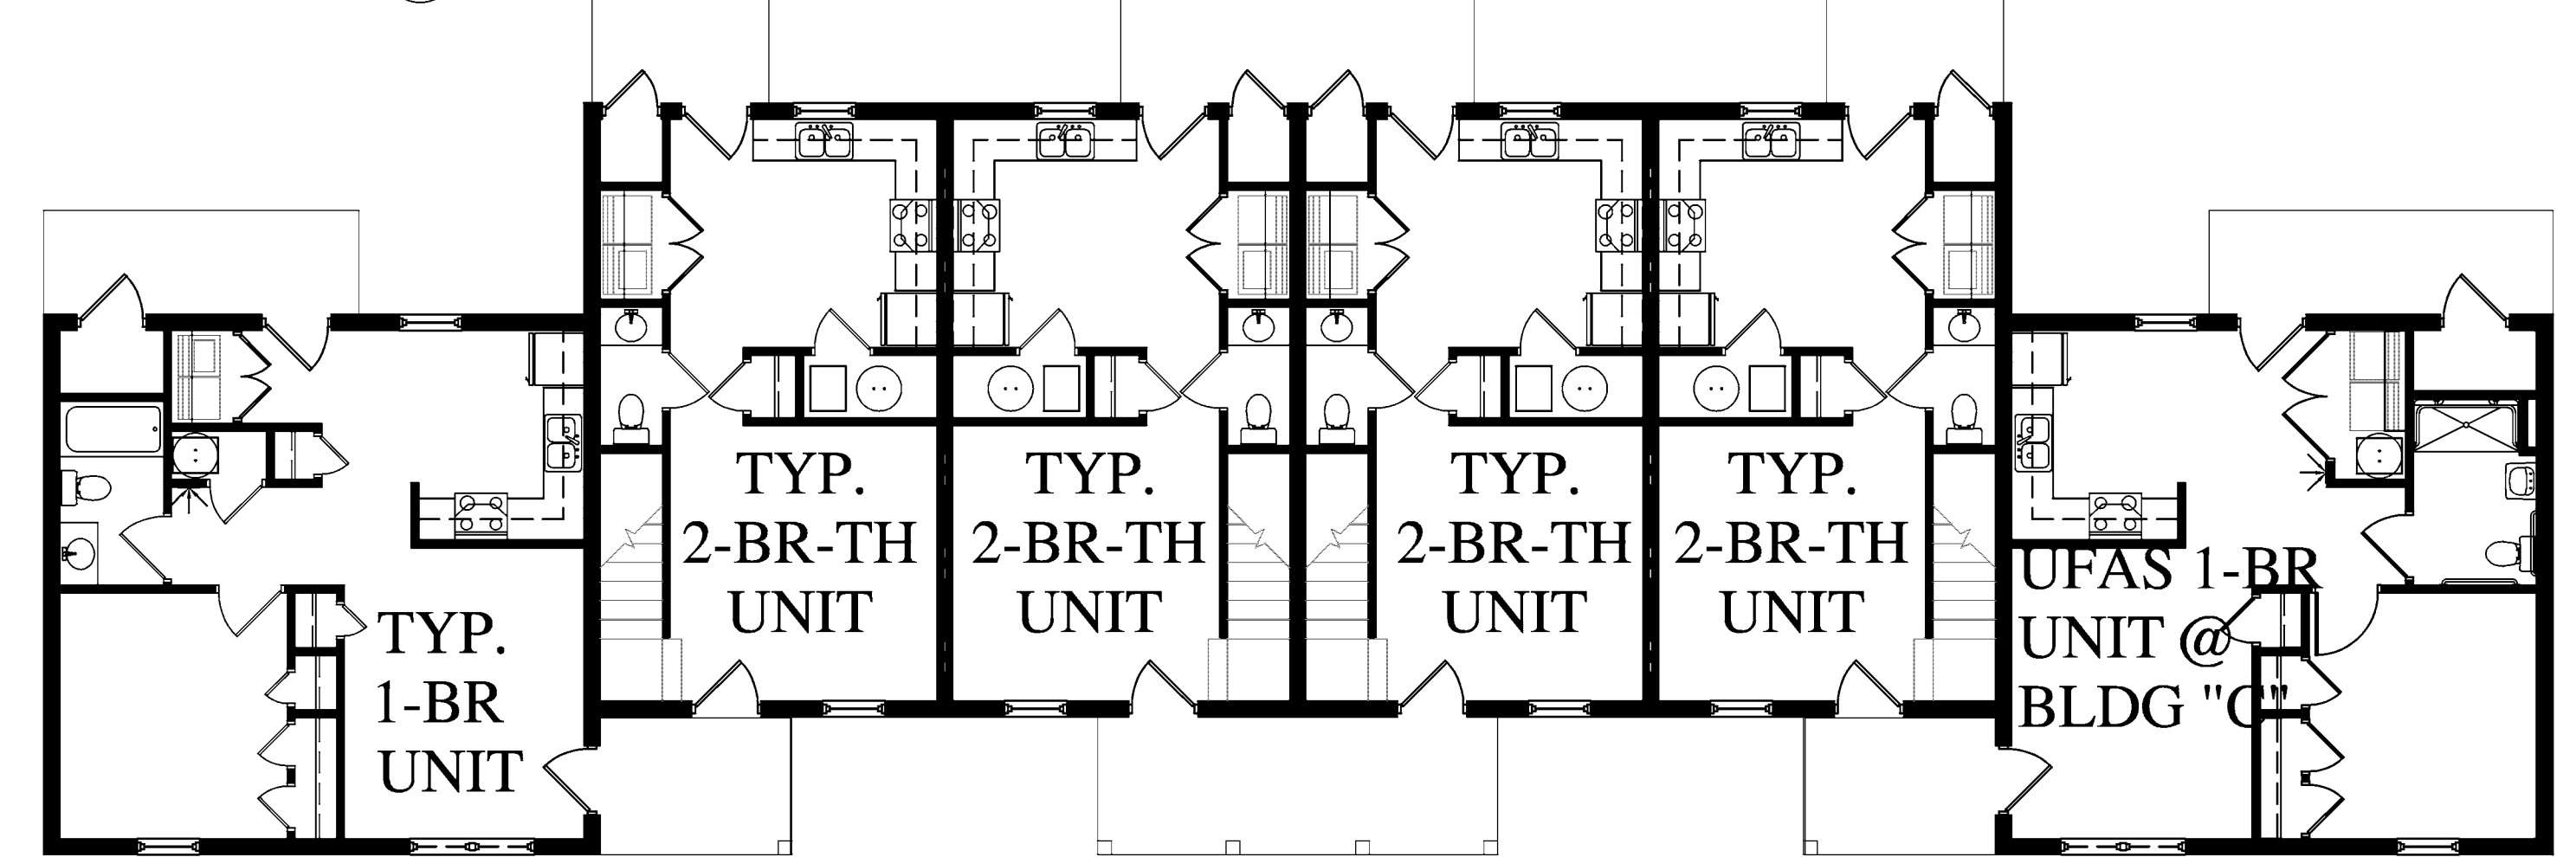 TYP.
1-BR
UNIT
TYP.
2-BR-TH
UNIT
TYP.
2-BR-TH
UNIT
TYP.
2-BR-TH
UNIT
TYP.
2-BR-TH
UNIT
UFAS 1-BR
UNIT @
BLDG "C"